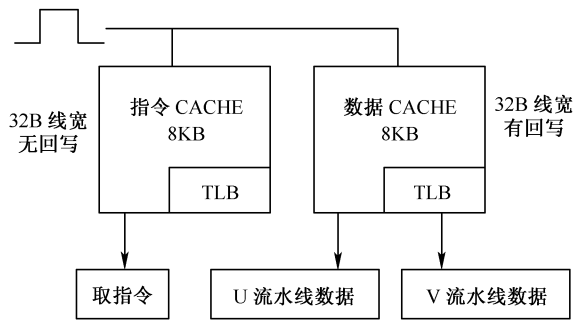 指令 CACHE
8KB
数据 CACHE
8KB
32B 线宽
无回写
32B 线宽
有回写
TLB
TLB
取指令
U 流水线数据
V 流水线数据